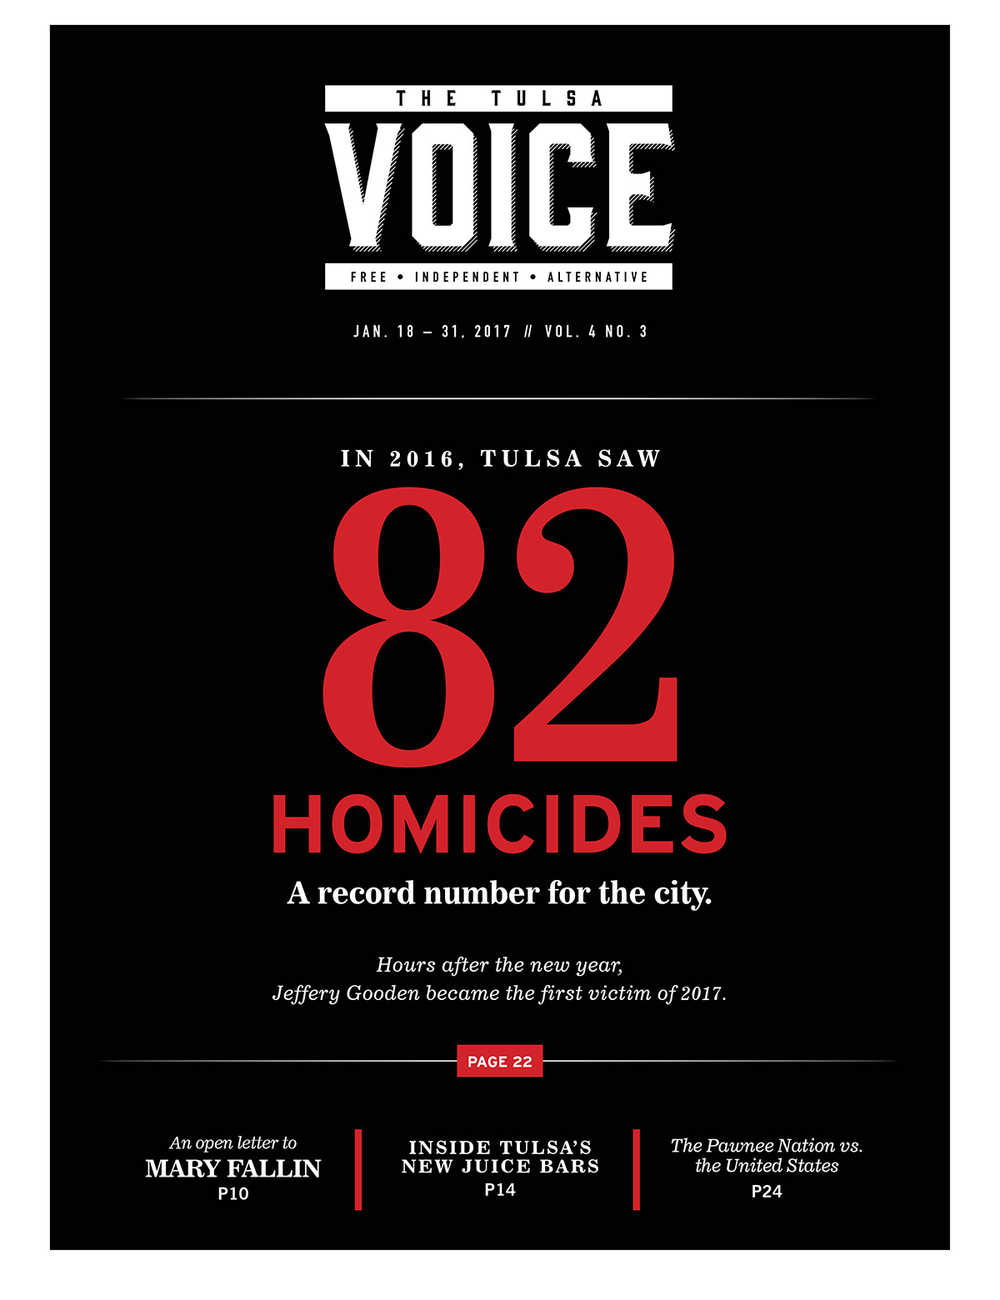 THE TULSA
VOICE
FREE • INDEPENDENT • ALTERNATIVE
JAN. 18 – 31, 2017 // VOL. 4 NO. 3
IN 2016, TULSA SAW
82
HOMICIDES
A record number for the city.
Hours after the new year,
Jeffery Gooden became the first victim of 2017.
PAGE 22
An open letter to
MARY FALLIN
P10
INSIDE TULSA'S
NEW JUICE BARS
P14
The Pawnee Nation vs.
the United States
P24